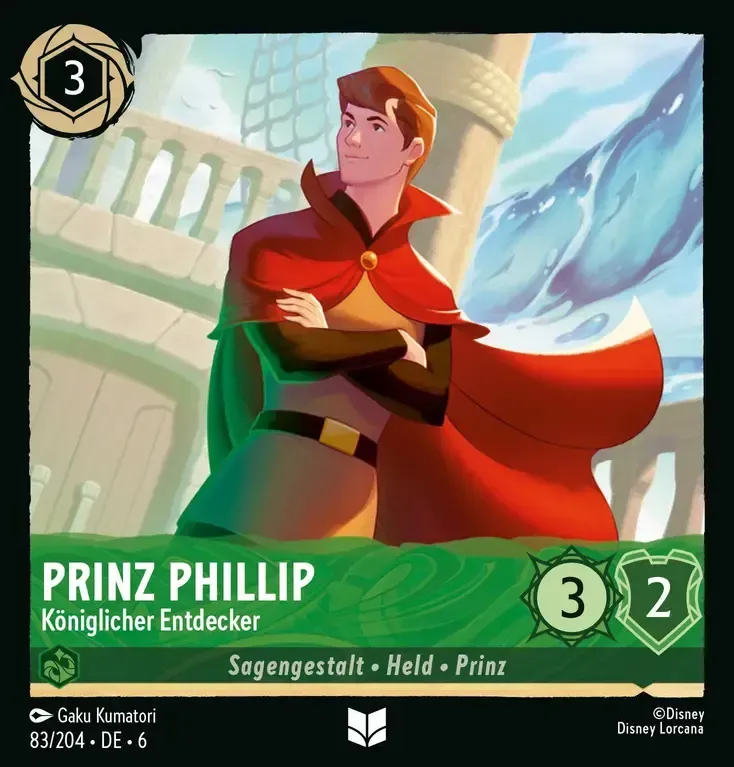 3
PRINZ PHILLIP
Königlicher Entdecker
3 2
Sagengestalt • Held • Prinz
Gaku Kumatori
83/204 • DE • 6
©Disney
Disney Lorcana